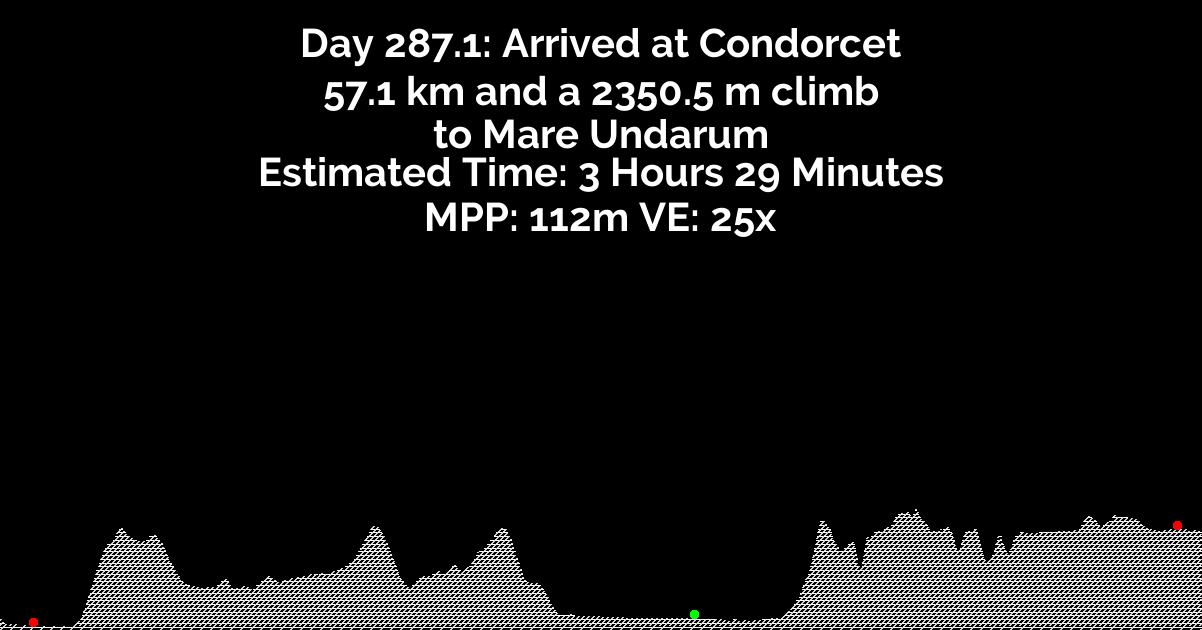 Day 287.1: Arrived at Condorcet
57.1 km and a 2350.5 m climb
to Mare Undarum
Estimated Time: 3 Hours 29 Minutes
MPP: 112m VE: 25x